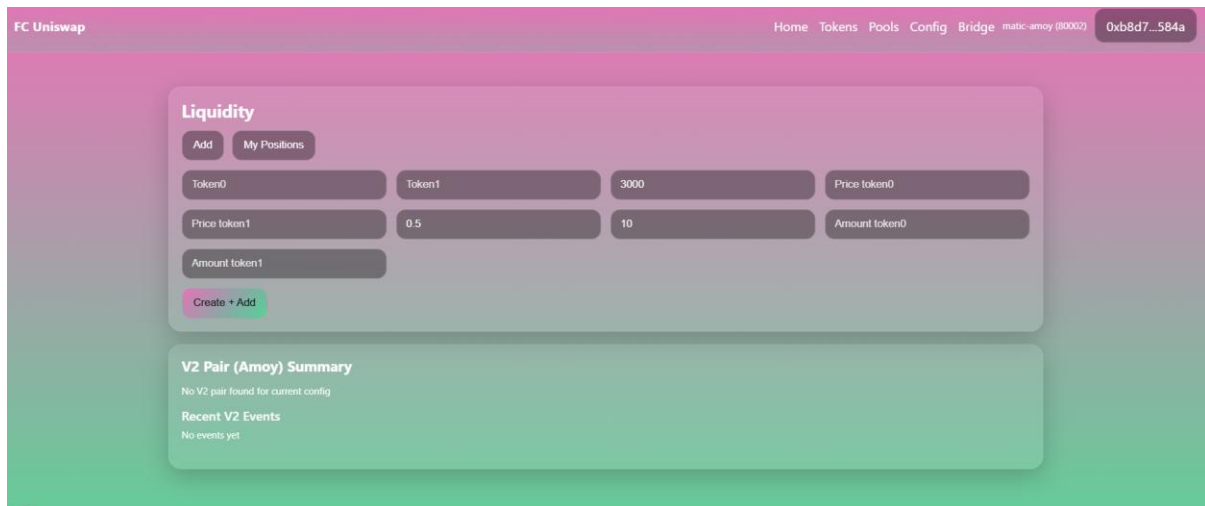 FC Uniswap Home Tokens Pools Config Bridge matic-amoy (80002) 0xb8d7...584a
Liquidity
Add My Positions
Token0 Token1 3000 Price token0
Price token1 0.5 10 Amount token0
Amount token1
Create + Add
V2 Pair (Amoy) Summary
No V2 pair found for current config
Recent V2 Events
No events yet